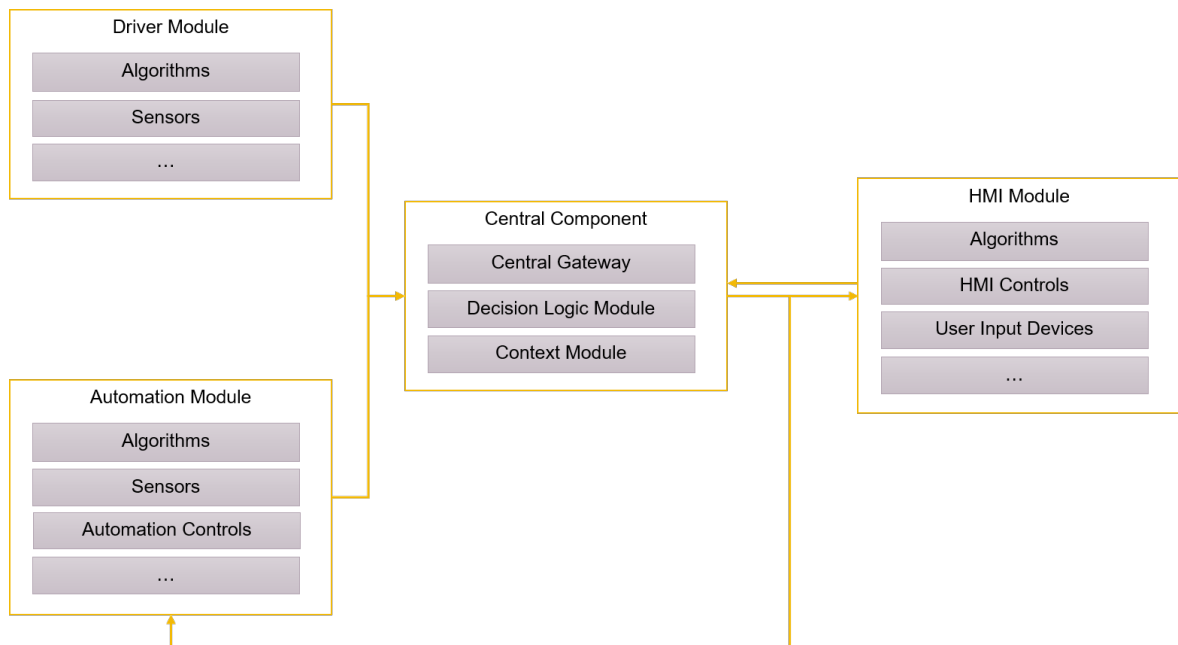 Driver Module
Algorithms
Sensors
...
Automation Module
Algorithms
Sensors
Automation Controls
...
Central Component
Central Gateway
Decision Logic Module
Context Module
HMI Module
Algorithms
HMI Controls
User Input Devices
...